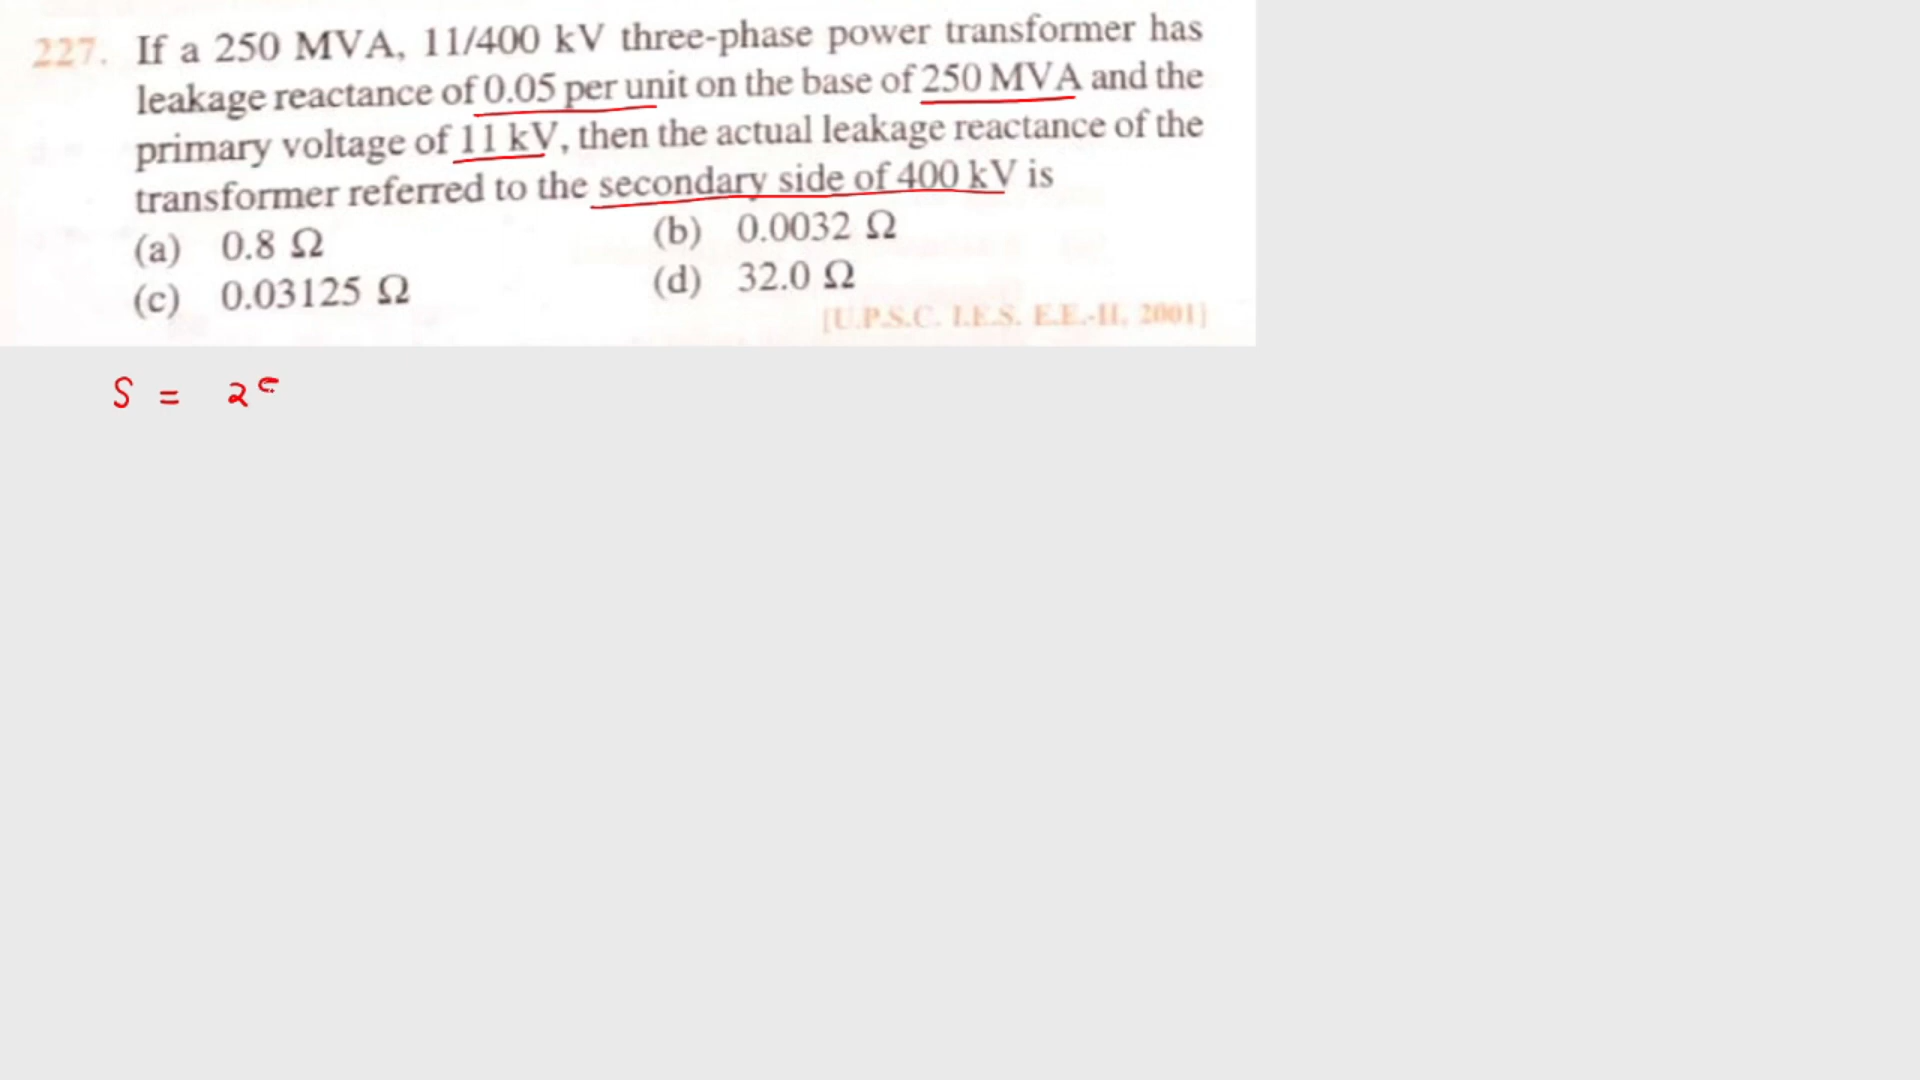 227. If a 250 MVA, 11/400 kV three-phase power transformer has
leakage reactance of 0.05 per unit on the base of 250 MVA and the
primary voltage of 11 kV, then the actual leakage reactance of the
transformer referred to the secondary side of 400 kV is
(a) 0.8 Ω (b) 0.0032 Ω
(c) 0.03125 Ω (d) 32.0 Ω
[U.P.S.C. I.E.S. E.E.-II, 2001]
S = 2